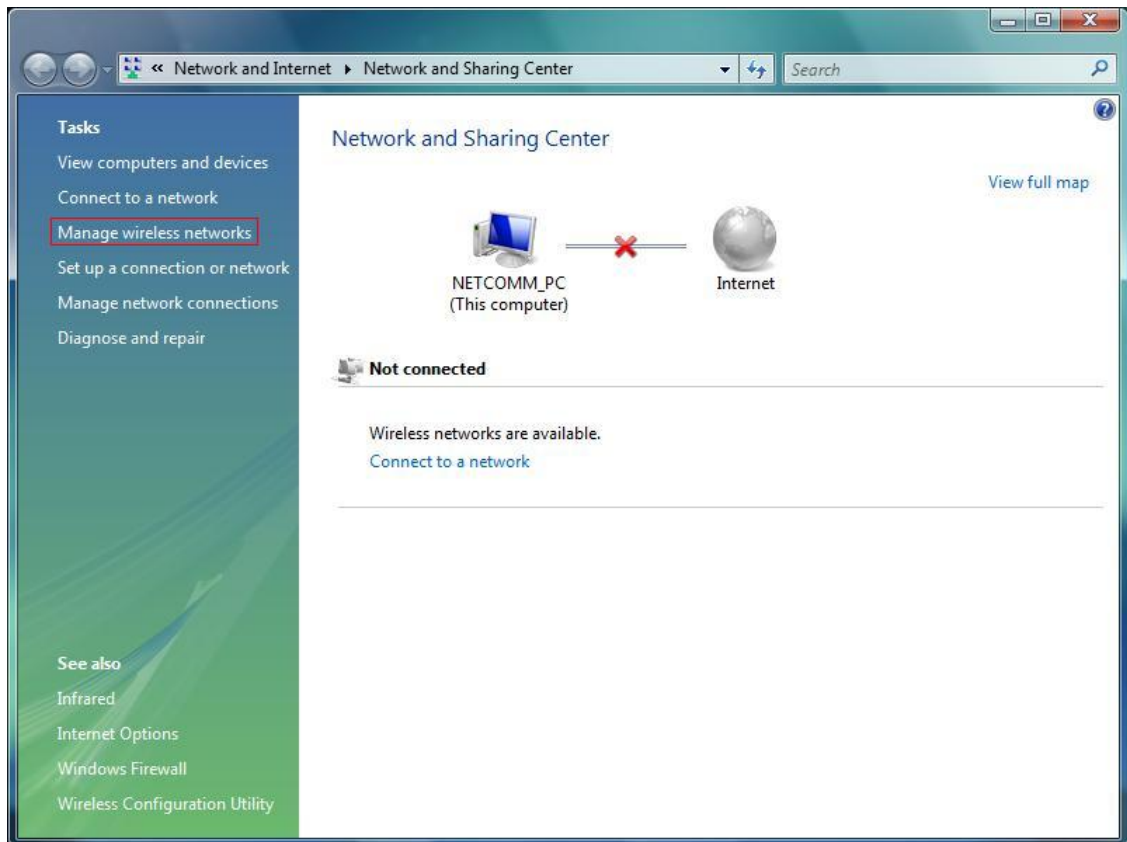 « Network and Internet ▸ Network and Sharing Center
Search
Tasks
View computers and devices
Connect to a network
Manage wireless networks
Set up a connection or network
Manage network connections
Diagnose and repair
See also
Infrared
Internet Options
Windows Firewall
Wireless Configuration Utility
Network and Sharing Center
View full map
NETCOMM_PC
(This computer)
Internet
Not connected
Wireless networks are available.
Connect to a network